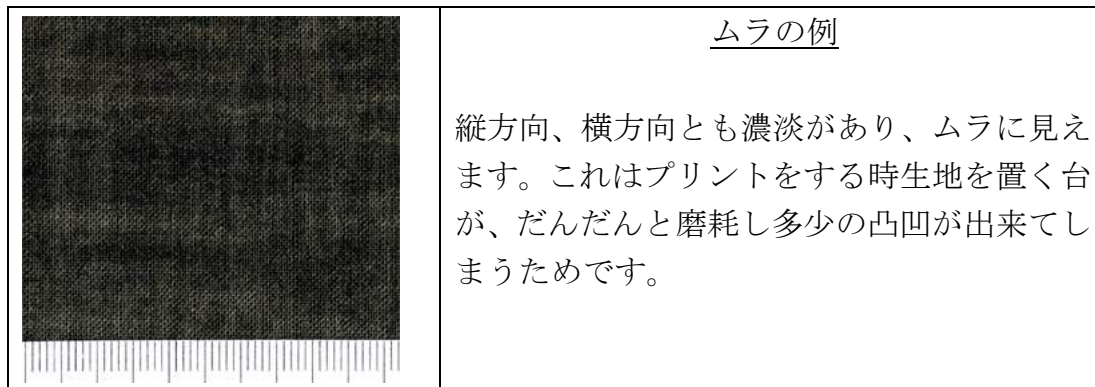 ムラの例
縦方向、横方向とも濃淡があり、ムラに見え
ます。これはプリントをする時生地を置く台
が、だんだんと磨耗し多少の凸凹が出来てし
まうためです。